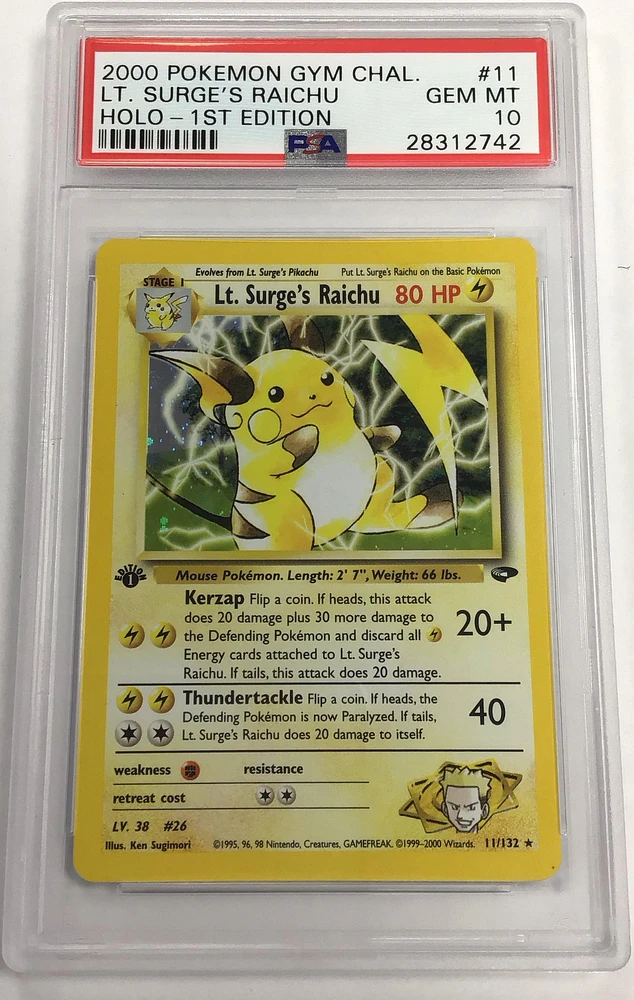 2000 POKEMON GYM CHAL. #11
LT. SURGE'S RAICHU GEM MT
HOLO - 1ST EDITION 10
PSA 28312742
Evolves from Lt. Surge's Pikachu Put Lt. Surge's Raichu on the Basic Pokémon
STAGE 1
Lt. Surge's Raichu 80 HP
EDITION
1
Mouse Pokémon. Length: 2' 7", Weight: 66 lbs.
Kerzap Flip a coin. If heads, this attack
does 20 damage plus 30 more damage to
the Defending Pokémon and discard all
Energy cards attached to Lt. Surge's
Raichu. If tails, this attack does 20 damage.
20+
Thundertackle Flip a coin. If heads, the
Defending Pokémon is now Paralyzed. If tails,
Lt. Surge's Raichu does 20 damage to itself.
40
weakness resistance
retreat cost
LV. 38 #26
Illus. Ken Sugimori ©1995, 96, 98 Nintendo, Creatures, GAMEFREAK. ©1999-2000 Wizards. 11/132 ★